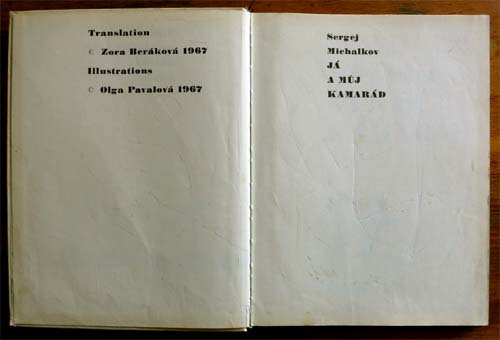 Translation
© Zora Beráková 1967
Illustrations
© Olga Pavalová 1967
Sergej
Michalkov
JÁ
A MŮJ
KAMARÁD